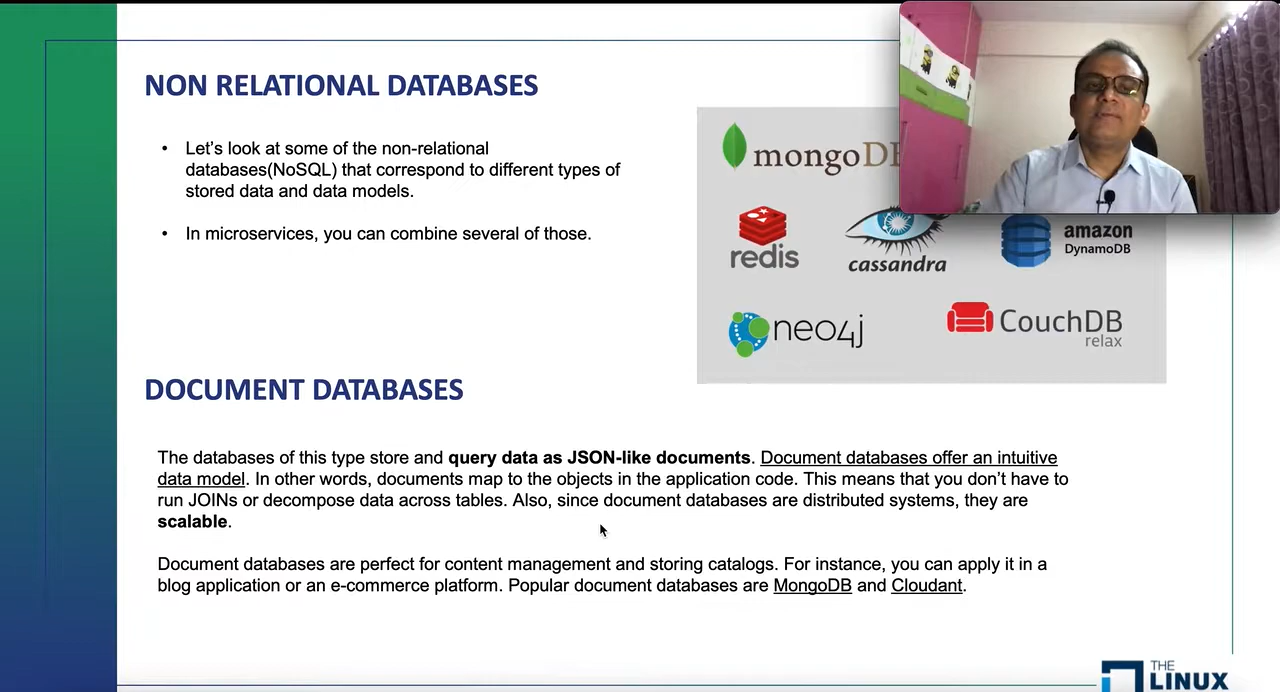 NON RELATIONAL DATABASES
• Let’s look at some of the non-relational
databases(NoSQL) that correspond to different types of
stored data and data models.
• In microservices, you can combine several of those.
mongoDB
redis
cassandra
amazon
DynamoDB
neo4j
CouchDB
relax
DOCUMENT DATABASES
The databases of this type store and query data as JSON-like documents. Document databases offer an intuitive
data model. In other words, documents map to the objects in the application code. This means that you don’t have to
run JOINs or decompose data across tables. Also, since document databases are distributed systems, they are
scalable.
Document databases are perfect for content management and storing catalogs. For instance, you can apply it in a
blog application or an e-commerce platform. Popular document databases are MongoDB and Cloudant.
THE
LINUX